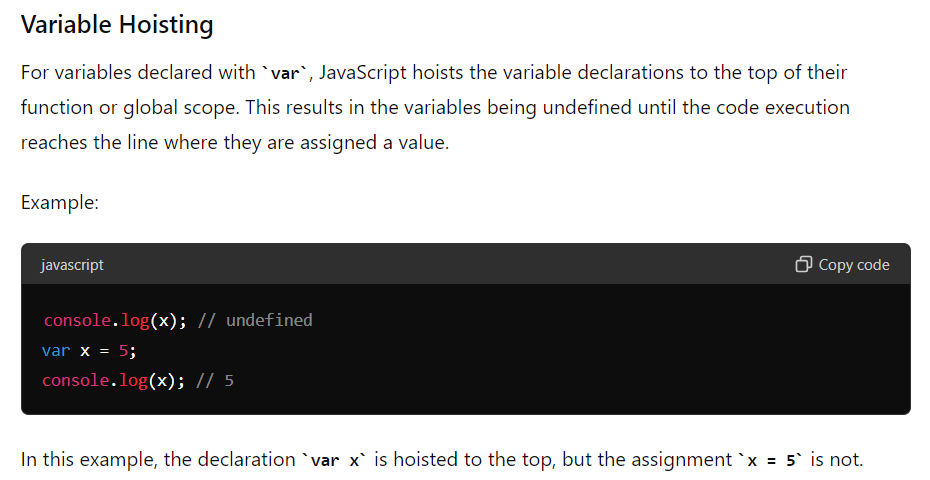 Variable Hoisting
For variables declared with `var`, JavaScript hoists the variable declarations to the top of their
function or global scope. This results in the variables being undefined until the code execution
reaches the line where they are assigned a value.
Example:
javascript Copy code
console.log(x); // undefined
var x = 5;
console.log(x); // 5
In this example, the declaration `var x` is hoisted to the top, but the assignment `x = 5` is not.